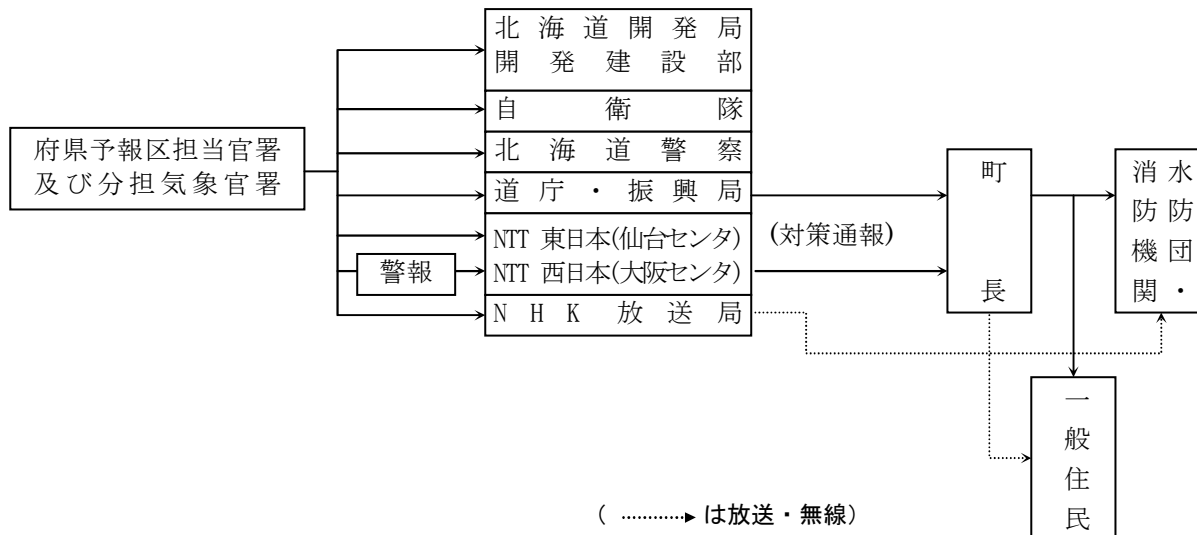 府県予報区担当官署
及び分担気象官署
北海道開発局
開発建設部
自衛隊
北海道警察
道庁・振興局
NTT 東日本(仙台センタ)
警報
NTT 西日本(大阪センタ)
NHK 放送局
(対策通報)
町長
水防団・
消防機関
一般住民
( は放送・無線)